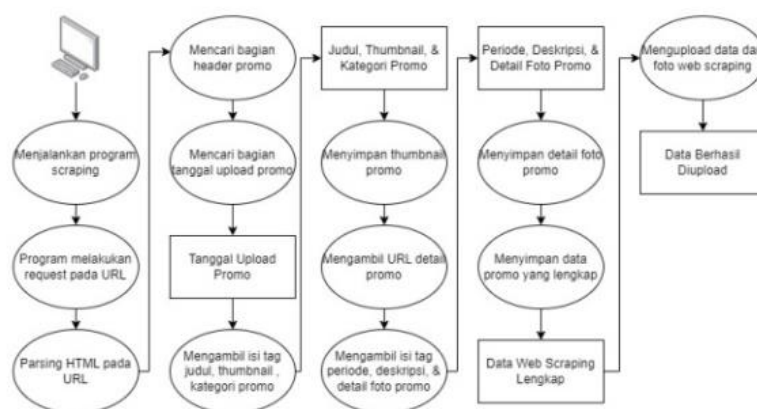 Menjalankan program
scraping
Program melakukan
request pada URL
Parsing HTML pada
URL
Mencari bagian
header promo
Mencari bagian
tanggal upload promo
Tanggal Upload
Promo
Mengambil isi tag
judul, thumbnail ,
kategori promo
Judul, Thumbnail, &
Kategori Promo
Menyimpan thumbnail
promo
Mengambil URL detail
promo
Mengambil isi tag
periode, deskripsi, &
detail foto promo
Periode, Deskripsi, &
Detail Foto Promo
Menyimpan detail foto
promo
Menyimpan data
promo yang lengkap
Data Web Scraping
Lengkap
Mengupload data da
foto web scraping
Data Berhasil
Diupload